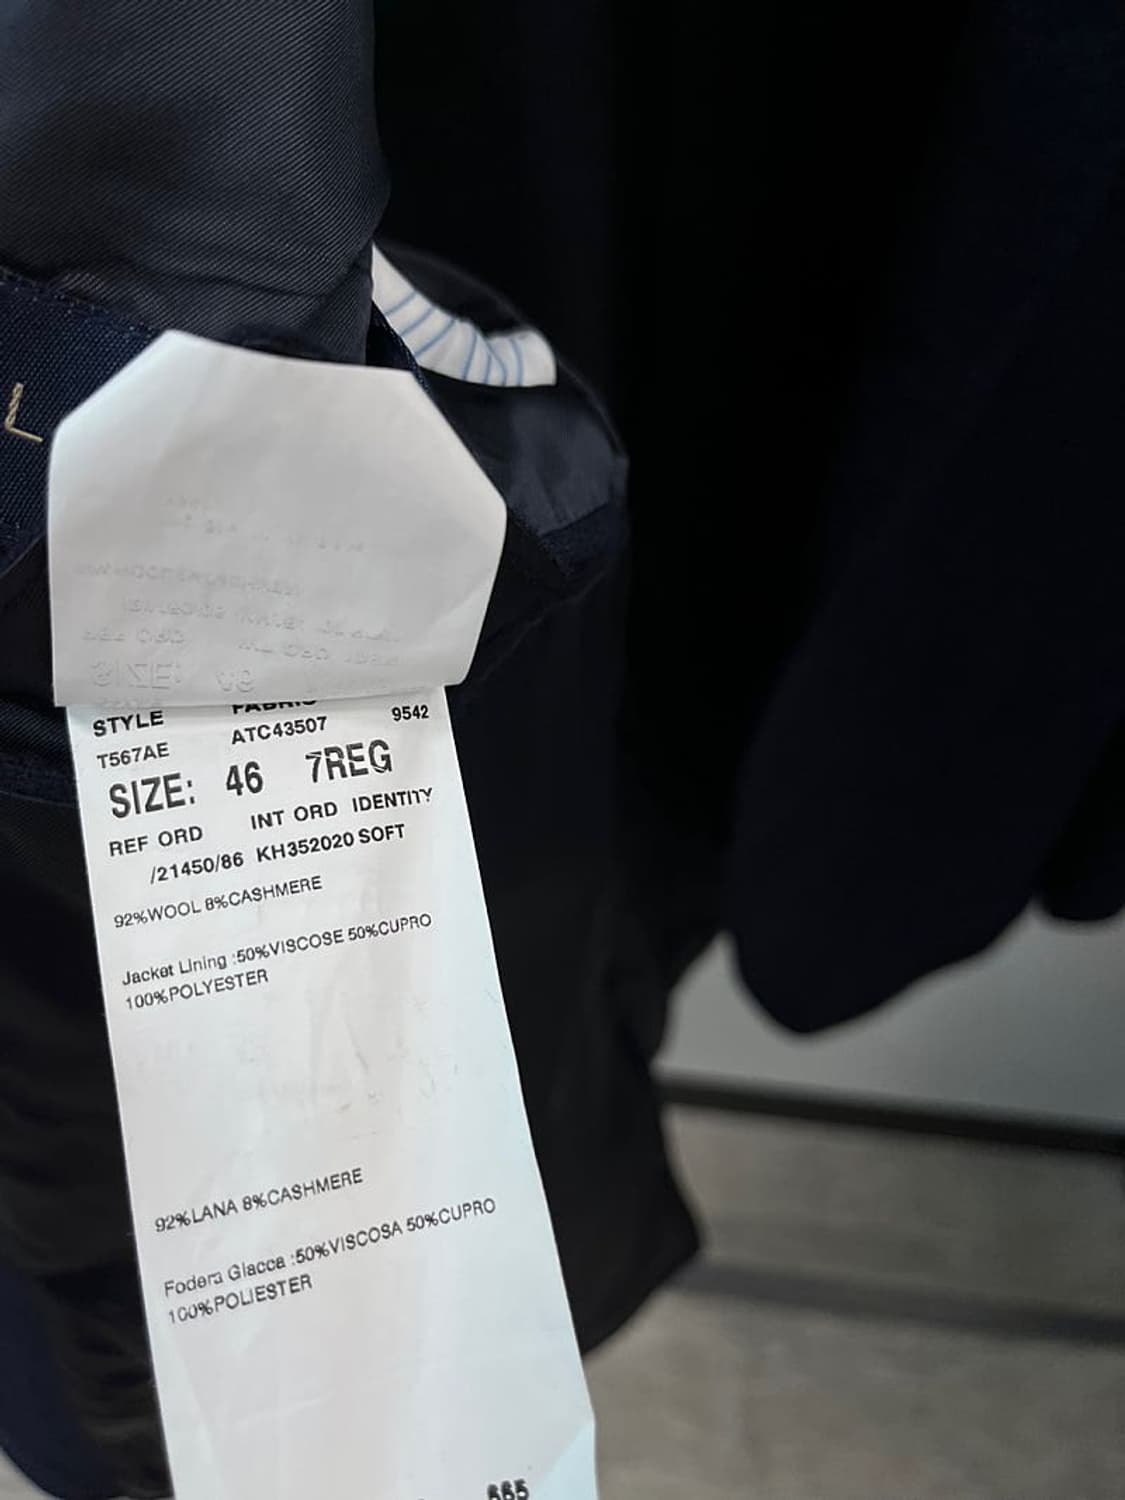 L
STYLE FABRIC 9542
T567AE ATC43507
SIZE: 46 7REG
REF ORD INT ORD IDENTITY
/21450/86 KH352020 SOFT
92%WOOL 8%CASHMERE
Jacket Lining :50%VISCOSE 50%CUPRO
100%POLYESTER
92%LANA 8%CASHMERE
Fodera Giacca :50%VISCOSA 50%CUPRO
100%POLIESTER